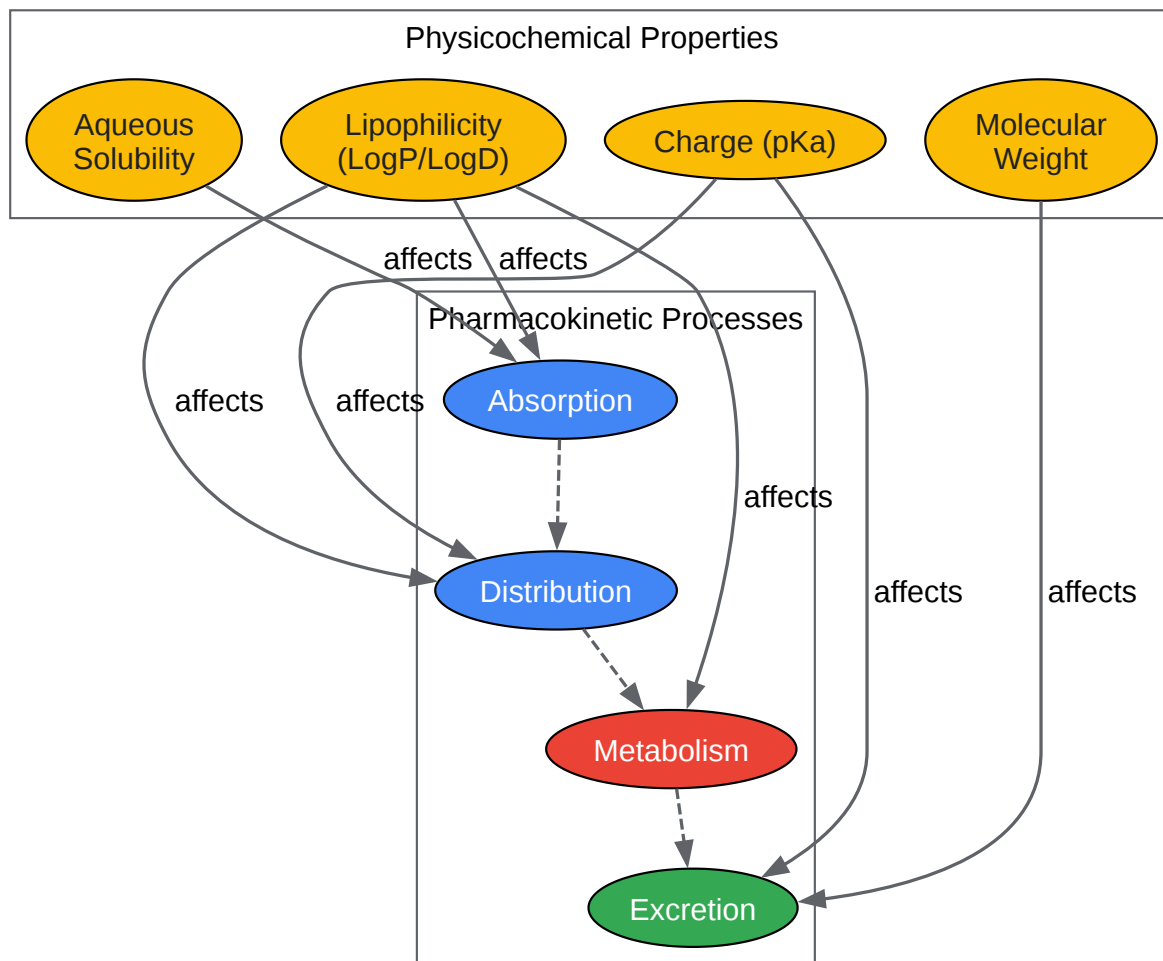 Physicochemical Properties
Aqueous
Solubility
Lipophilicity
(LogP/LogD)
Charge (pKa)
Molecular
Weight
affects
affects
Pharmacokinetic Processes
Absorption
affects
affects
affects
Distribution
affects
affects
Metabolism
Excretion